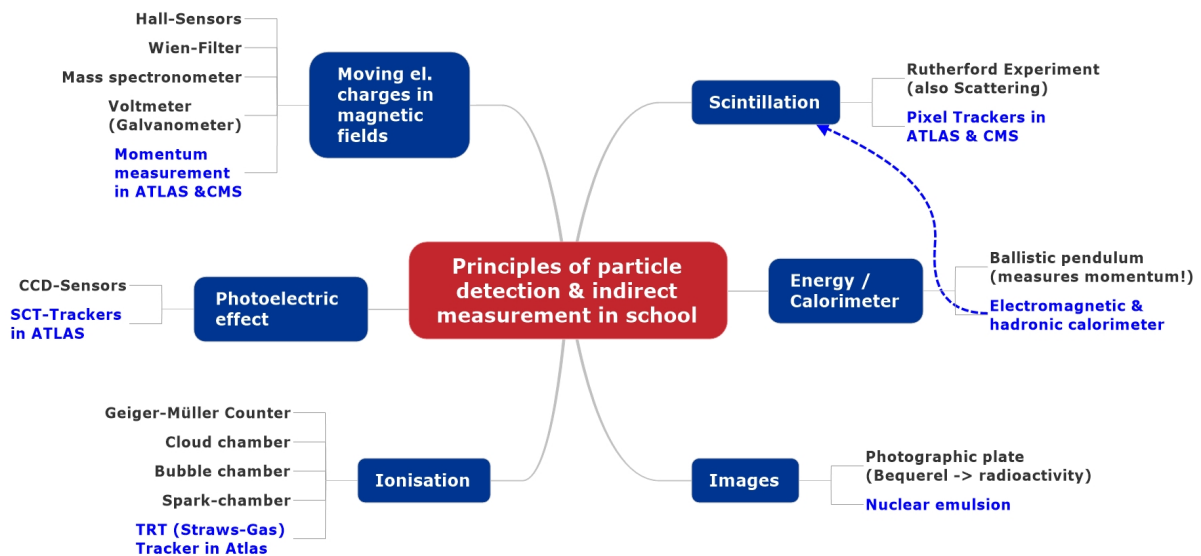 Hall-Sensors
Wien-Filter
Mass spectronometer
Voltmeter
(Galvanometer)
Momentum
measurement
in ATLAS &CMS
Moving el.
charges in
magnetic
fields
Scintillation
Rutherford Experiment
(also Scattering)
Pixel Trackers in
ATLAS & CMS
CCD-Sensors
SCT-Trackers
in ATLAS
Photoelectric
effect
Principles of particle
detection & indirect
measurement in school
Energy /
Calorimeter
Ballistic pendulum
(measures momentum!)
Electromagnetic &
hadronic calorimeter
Geiger-Müller Counter
Cloud chamber
Bubble chamber
Spark-chamber
TRT (Straws-Gas)
Tracker in Atlas
Ionisation
Images
Photographic plate
(Bequerel -> radioactivity)
Nuclear emulsion